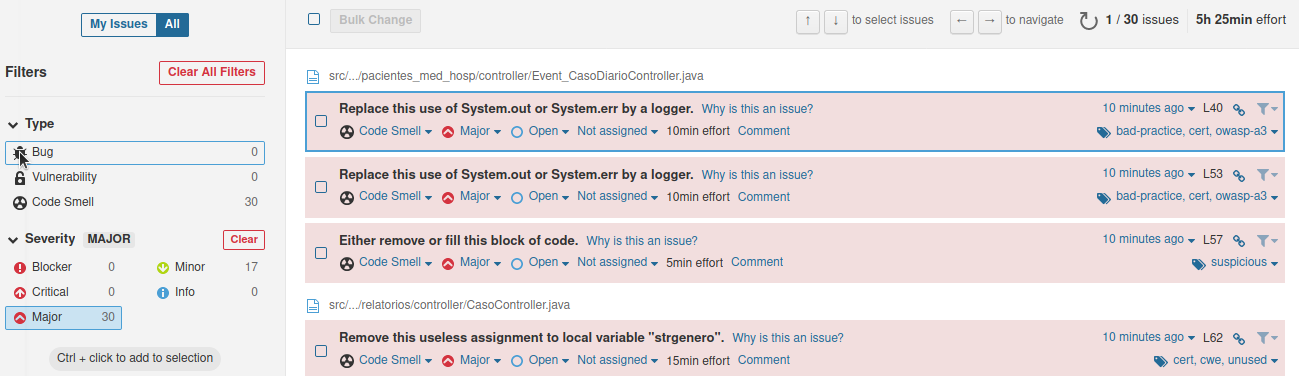 My Issues All
Filters
Clear All Filters
Type
Bug 0
Vulnerability 0
Code Smell 30
Severity MAJOR Clear
Blocker 0 Minor 17
Critical 0 Info 0
Major 30
Ctrl + click to add to selection
Bulk Change ↑ ↓ to select issues ← → to navigate 1 / 30 issues 5h 25min effort
src/.../pacientes_med_hosp/controller/Event_CasoDiarioController.java
Replace this use of System.out or System.err by a logger. Why is this an issue? 10 minutes ago L40
Code Smell Major Open Not assigned 10min effort Comment bad-practice, cert, owasp-a3
Replace this use of System.out or System.err by a logger. Why is this an issue? 10 minutes ago L53
Code Smell Major Open Not assigned 10min effort Comment bad-practice, cert, owasp-a3
Either remove or fill this block of code. Why is this an issue? 10 minutes ago L57
Code Smell Major Open Not assigned 5min effort Comment suspicious
src/.../relatorios/controller/CasoController.java
Remove this useless assignment to local variable "strgenero". Why is this an issue? 10 minutes ago L62
Code Smell Major Open Not assigned 15min effort Comment cert, cwe, unused